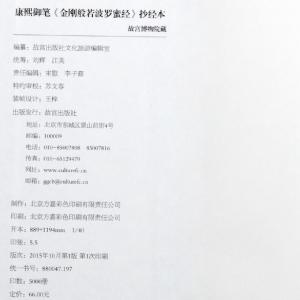 康熙御笔《金刚般若波罗蜜经》抄经本
故宫博物院藏
编纂：故宫出版社文化旅游编辑室
统筹：刘辉 江英
责任编辑：宋歌 李子裔
特约审校：苏文春
装帧设计：王梓
出版发行：故宫出版社
地址：北京市东城区景山前街4号
邮编：100009
电话：010-85007808 85007816
传真：010-65129479
网址：www.culturefc.cn
邮箱：ggcb@culturefc.cn
制作：北京方嘉彩色印刷有限责任公司
印刷：北京方嘉彩色印刷有限责任公司
开本：889×1194mm 1/40
印张：5.5
版次：2015年10月第1版 第1次印刷
统一书号：880047.197
印数：5000册
定价：66.00元